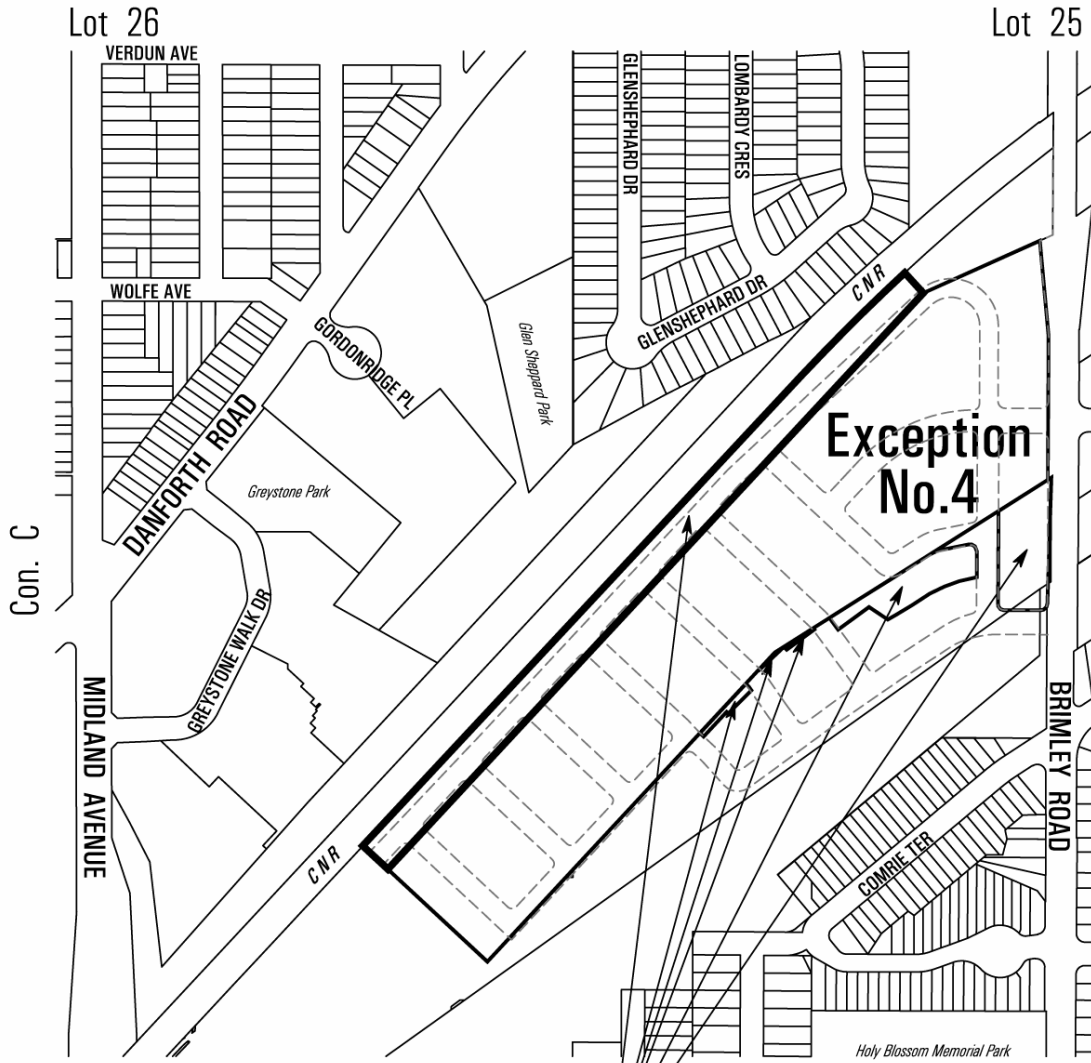 Lot 26
Lot 25
VERDUN AVE
GLENSHEPHARD DR
LOMBARDY CRES
WOLFE AVE
CNR
GLENSHEPHARD DR
GORDONRIDGE PL
Glen Sheppard Park
DANFORTH ROAD
Greystone Park
Exception
No.4
Con. C
GREYSTONE WALK DR
MIDLAND AVENUE
BRIMLEY ROAD
CNR
COMRIE TER
Holy Blossom Memorial Park